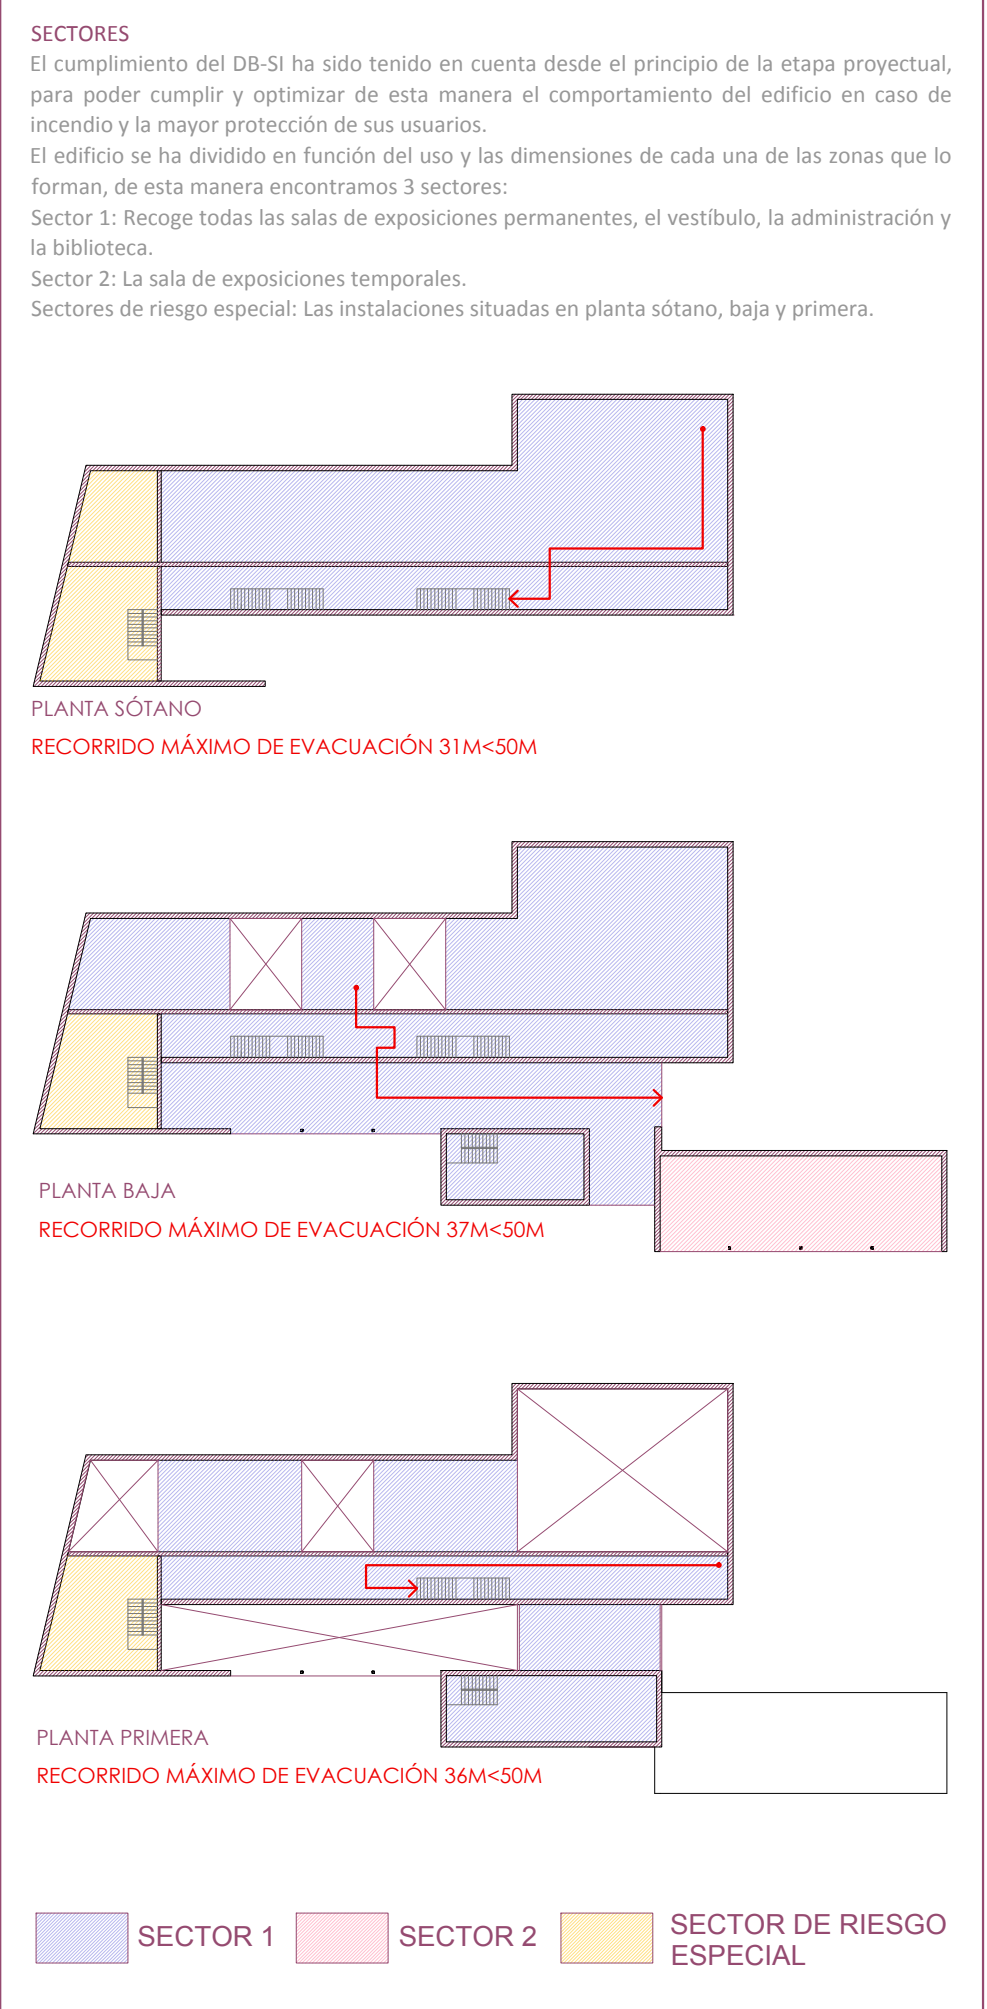 SECTORES
El cumplimiento del DB-SI ha sido tenido en cuenta desde el principio de la etapa proyectual,
para poder cumplir y optimizar de esta manera el comportamiento del edificio en caso de
incendio y la mayor protección de sus usuarios.
El edificio se ha dividido en función del uso y las dimensiones de cada una de las zonas que lo
forman, de esta manera encontramos 3 sectores:
Sector 1: Recoge todas las salas de exposiciones permanentes, el vestíbulo, la administración y
la biblioteca.
Sector 2: La sala de exposiciones temporales.
Sectores de riesgo especial: Las instalaciones situadas en planta sótano, baja y primera.
PLANTA SÓTANO
RECORRIDO MÁXIMO DE EVACUACIÓN 31M<50M
PLANTA BAJA
RECORRIDO MÁXIMO DE EVACUACIÓN 37M<50M
PLANTA PRIMERA
RECORRIDO MÁXIMO DE EVACUACIÓN 36M<50M
SECTOR 1
SECTOR 2
SECTOR DE RIESGO
ESPECIAL